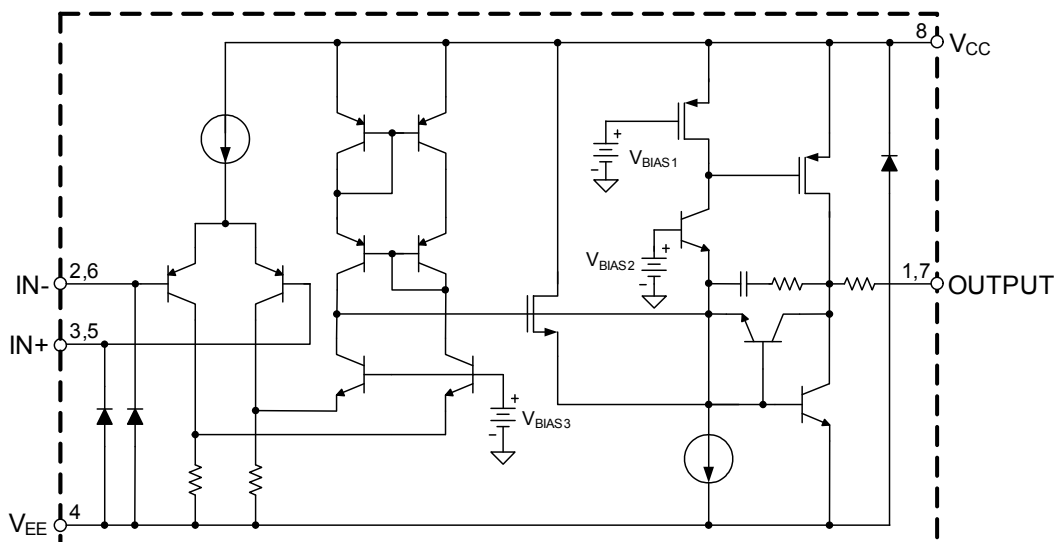 8
VCC
+
VBIAS1
−
+
VBIAS2
−
IN- 2,6
1,7 OUTPUT
IN+ 3,5
+
VBIAS3
−
VEE 4